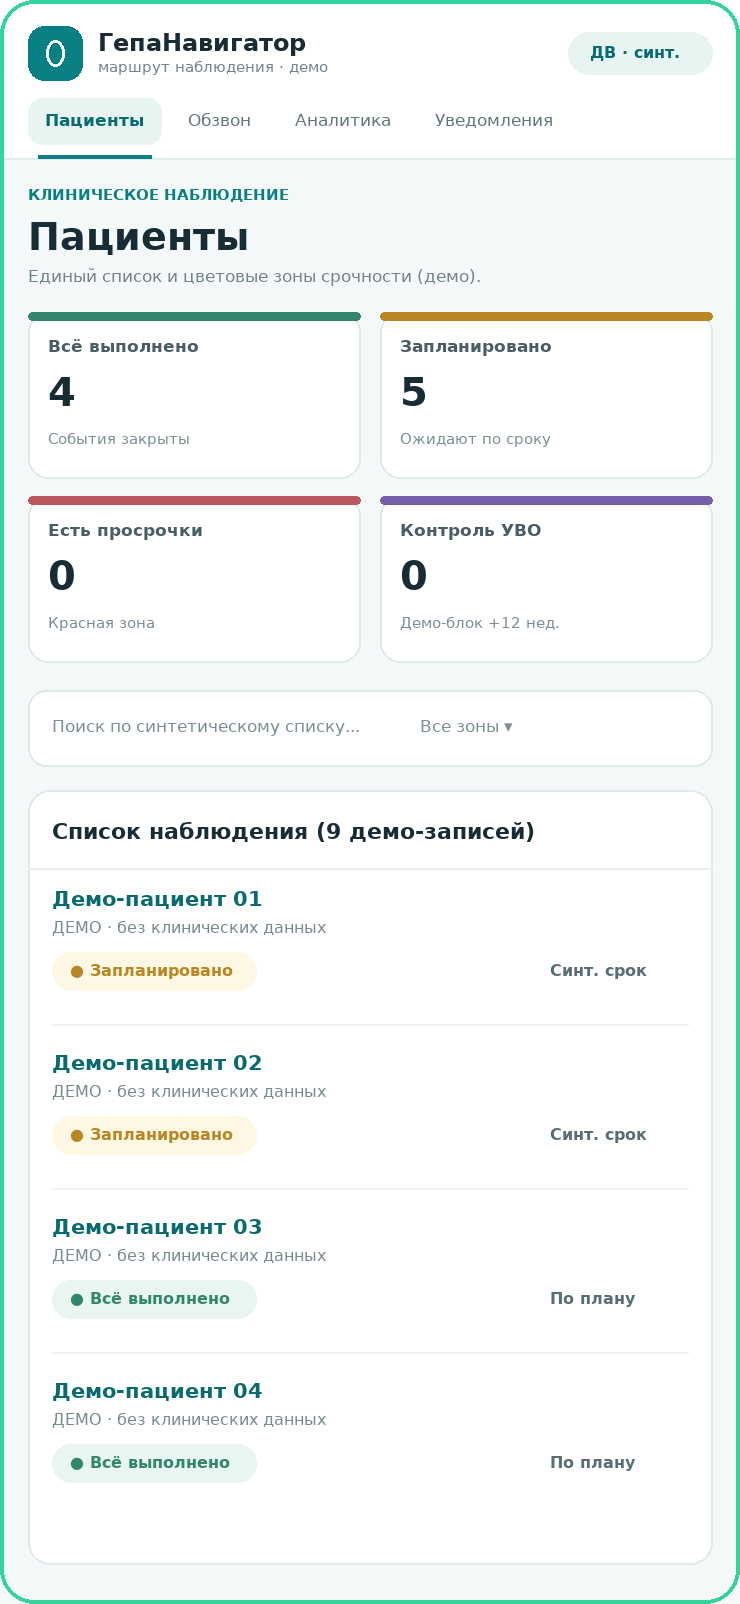 ГепаНавигатор
маршрут наблюдения · демо
ДВ · синт.
Пациенты
Обзвон
Аналитика
Уведомления
КЛИНИЧЕСКОЕ НАБЛЮДЕНИЕ
Пациенты
Единый список и цветовые зоны срочности (демо).
Всё выполнено
4
События закрыты
Запланировано
5
Ожидают по сроку
Есть просрочки
0
Красная зона
Контроль УВО
0
Демо-блок +12 нед.
Поиск по синтетическому списку...
Все зоны ▾
Список наблюдения (9 демо-записей)
Демо-пациент 01
ДЕМО · без клинических данных
● Запланировано
Синт. срок
Демо-пациент 02
ДЕМО · без клинических данных
● Запланировано
Синт. срок
Демо-пациент 03
ДЕМО · без клинических данных
● Всё выполнено
По плану
Демо-пациент 04
ДЕМО · без клинических данных
● Всё выполнено
По плану